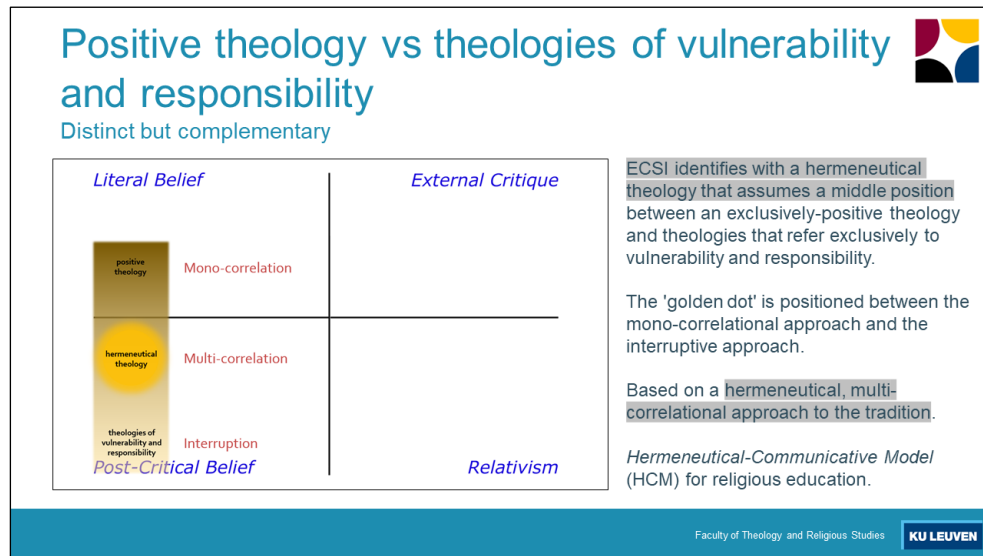 Positive theology vs theologies of vulnerability
and responsibility
Distinct but complementary
Literal Belief
External Critique
positive
theology
Mono-correlation
hermeneutical
theology
Multi-correlation
theologies of
vulnerability and
responsibility
Interruption
Post-Critical Belief
Relativism
ECSI identifies with a hermeneutical
theology that assumes a middle position
between an exclusively-positive theology
and theologies that refer exclusively to
vulnerability and responsibility.
The 'golden dot' is positioned between the
mono-correlational approach and the
interruptive approach.
Based on a hermeneutical, multi-
correlational approach to the tradition.
Hermeneutical-Communicative Model
(HCM) for religious education.
Faculty of Theology and Religious Studies
KU LEUVEN